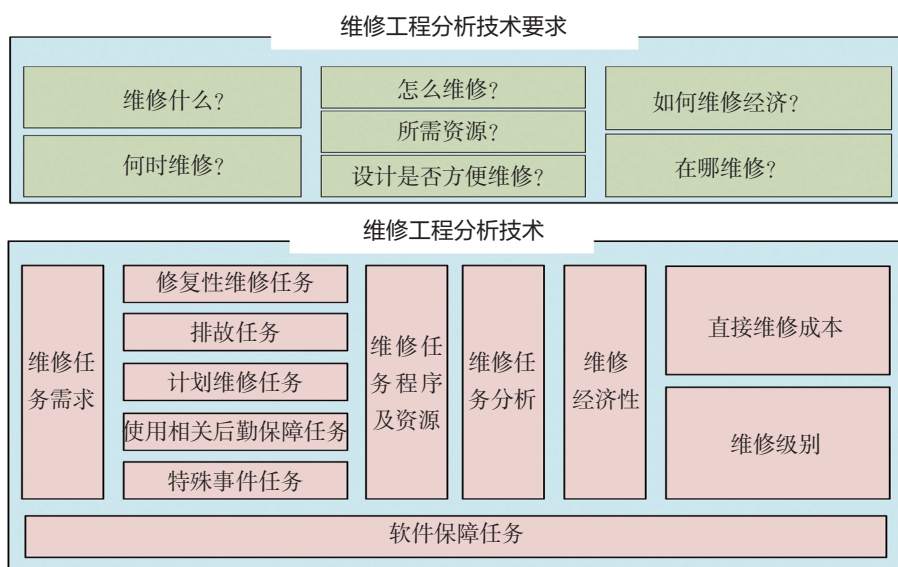 维修工程分析技术要求
维修什么?
何时维修?
怎么维修?
所需资源?
设计是否方便维修?
如何维修经济?
在哪维修?
维修工程分析技术
维修任
务需求
修复性维修任务
排故任务
计划维修任务
使用相关后勤保障任务
特殊事件任务
维修任
务程序
及资源
维修任
务分析
维修
经济性
直接维修成本
维修级别
软件保障任务